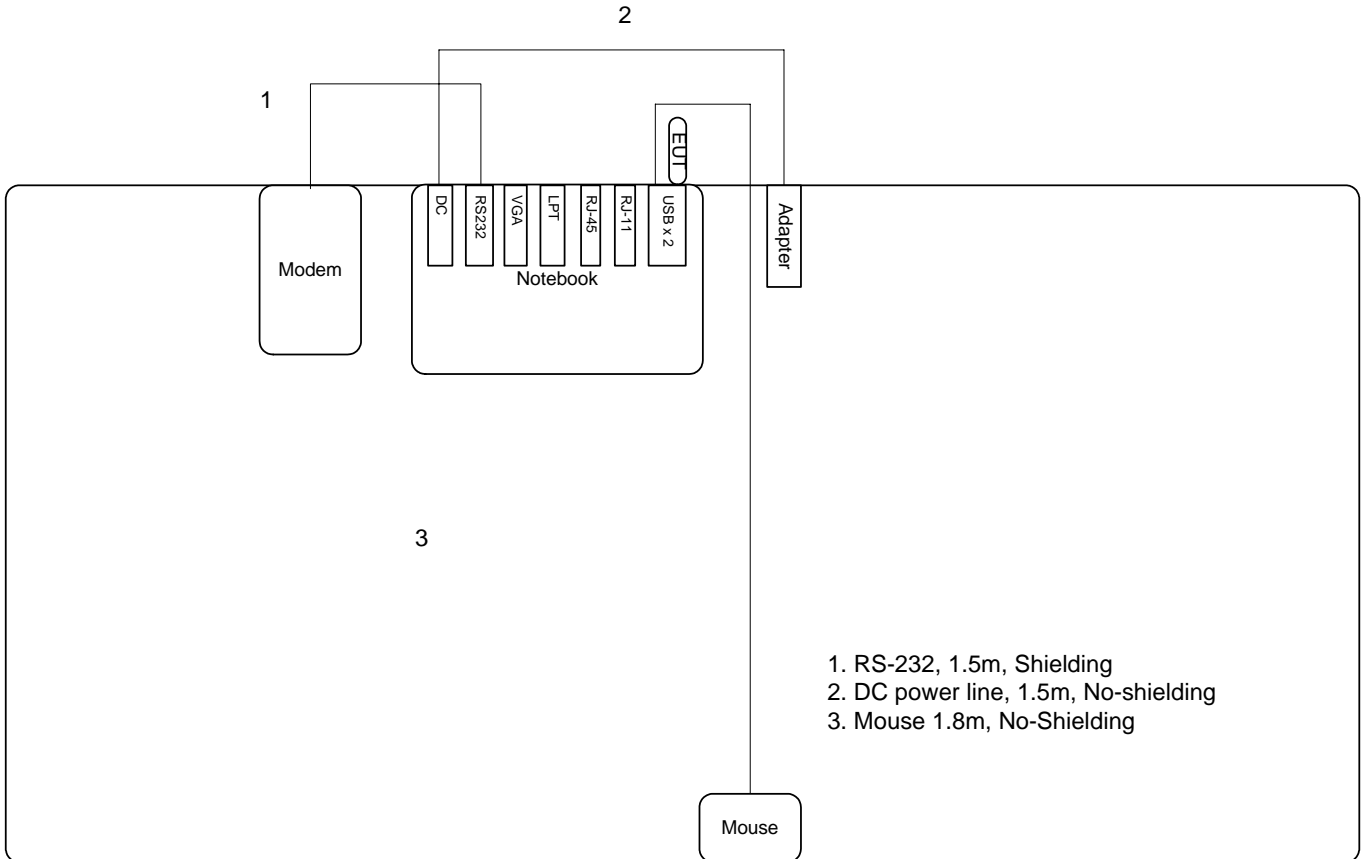 2
1
EUT
DC
RS232
VGA
LPT
RJ-45
RJ-11
USB x 2
Adapter
Modem
Notebook
3
1. RS-232, 1.5m, Shielding
2. DC power line, 1.5m, No-shielding
3. Mouse 1.8m, No-Shielding
Mouse